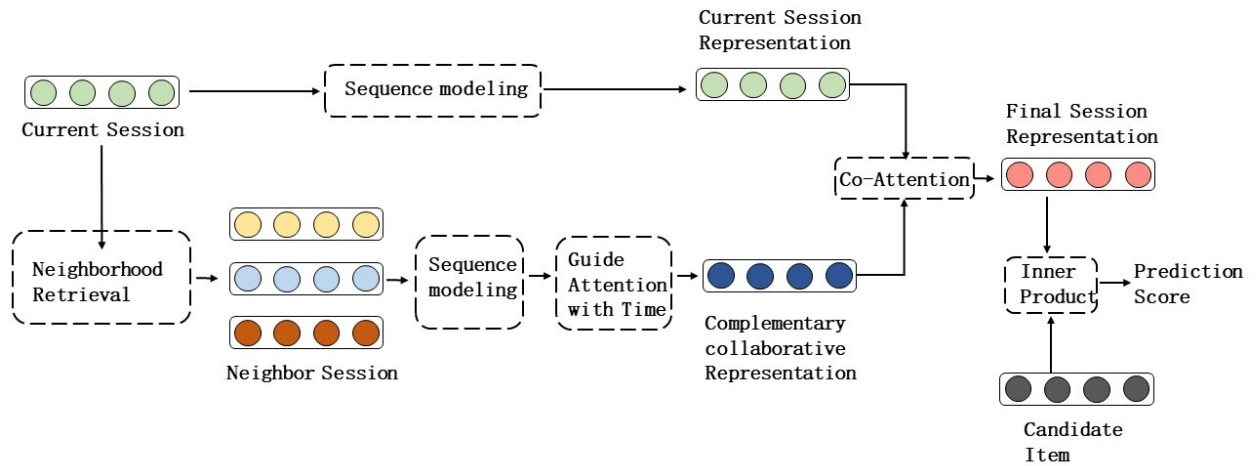 Current Session
Representation
Sequence modeling
Current Session
Final Session
Representation
Co-Attention
Neighborhood
Retrieval
Sequence
modeling
Guide
Attention
with Time
Inner
Product
Prediction
Score
Complementary
collaborative
Representation
Neighbor Session
Candidate
Item